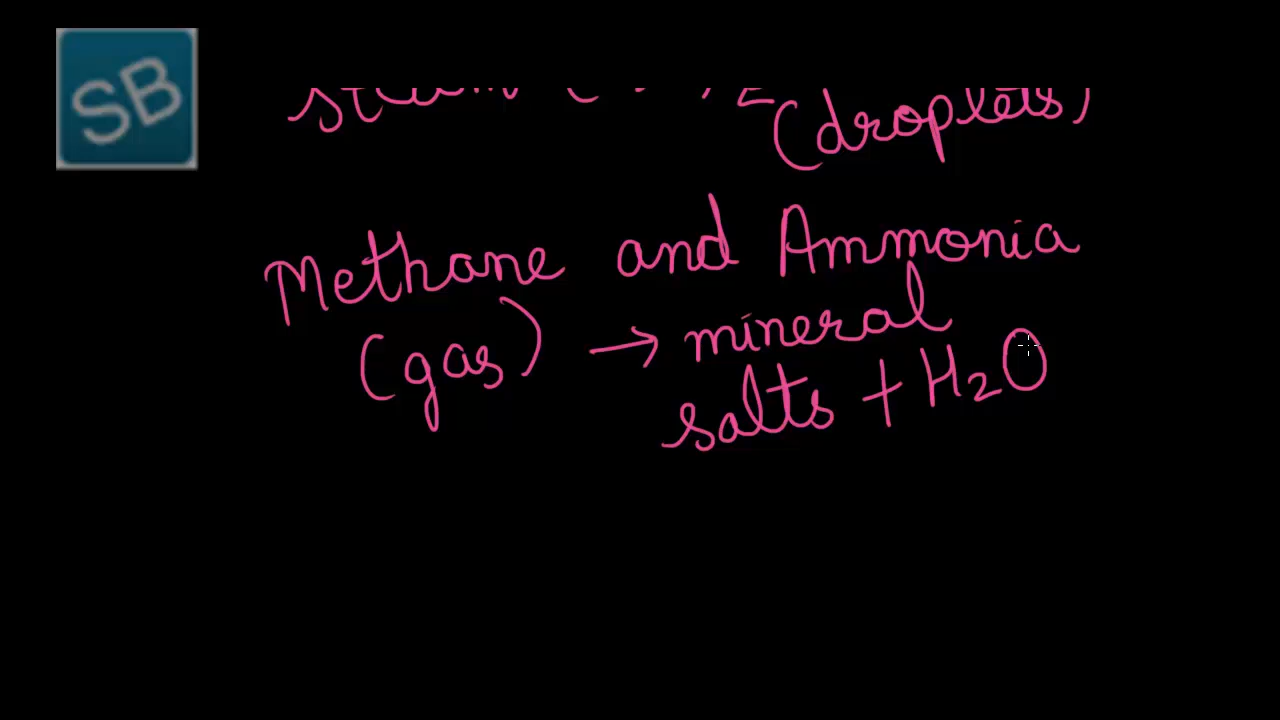 SB
(droplets)
Methane and Ammonia
(gas) → mineral
salts + H₂O